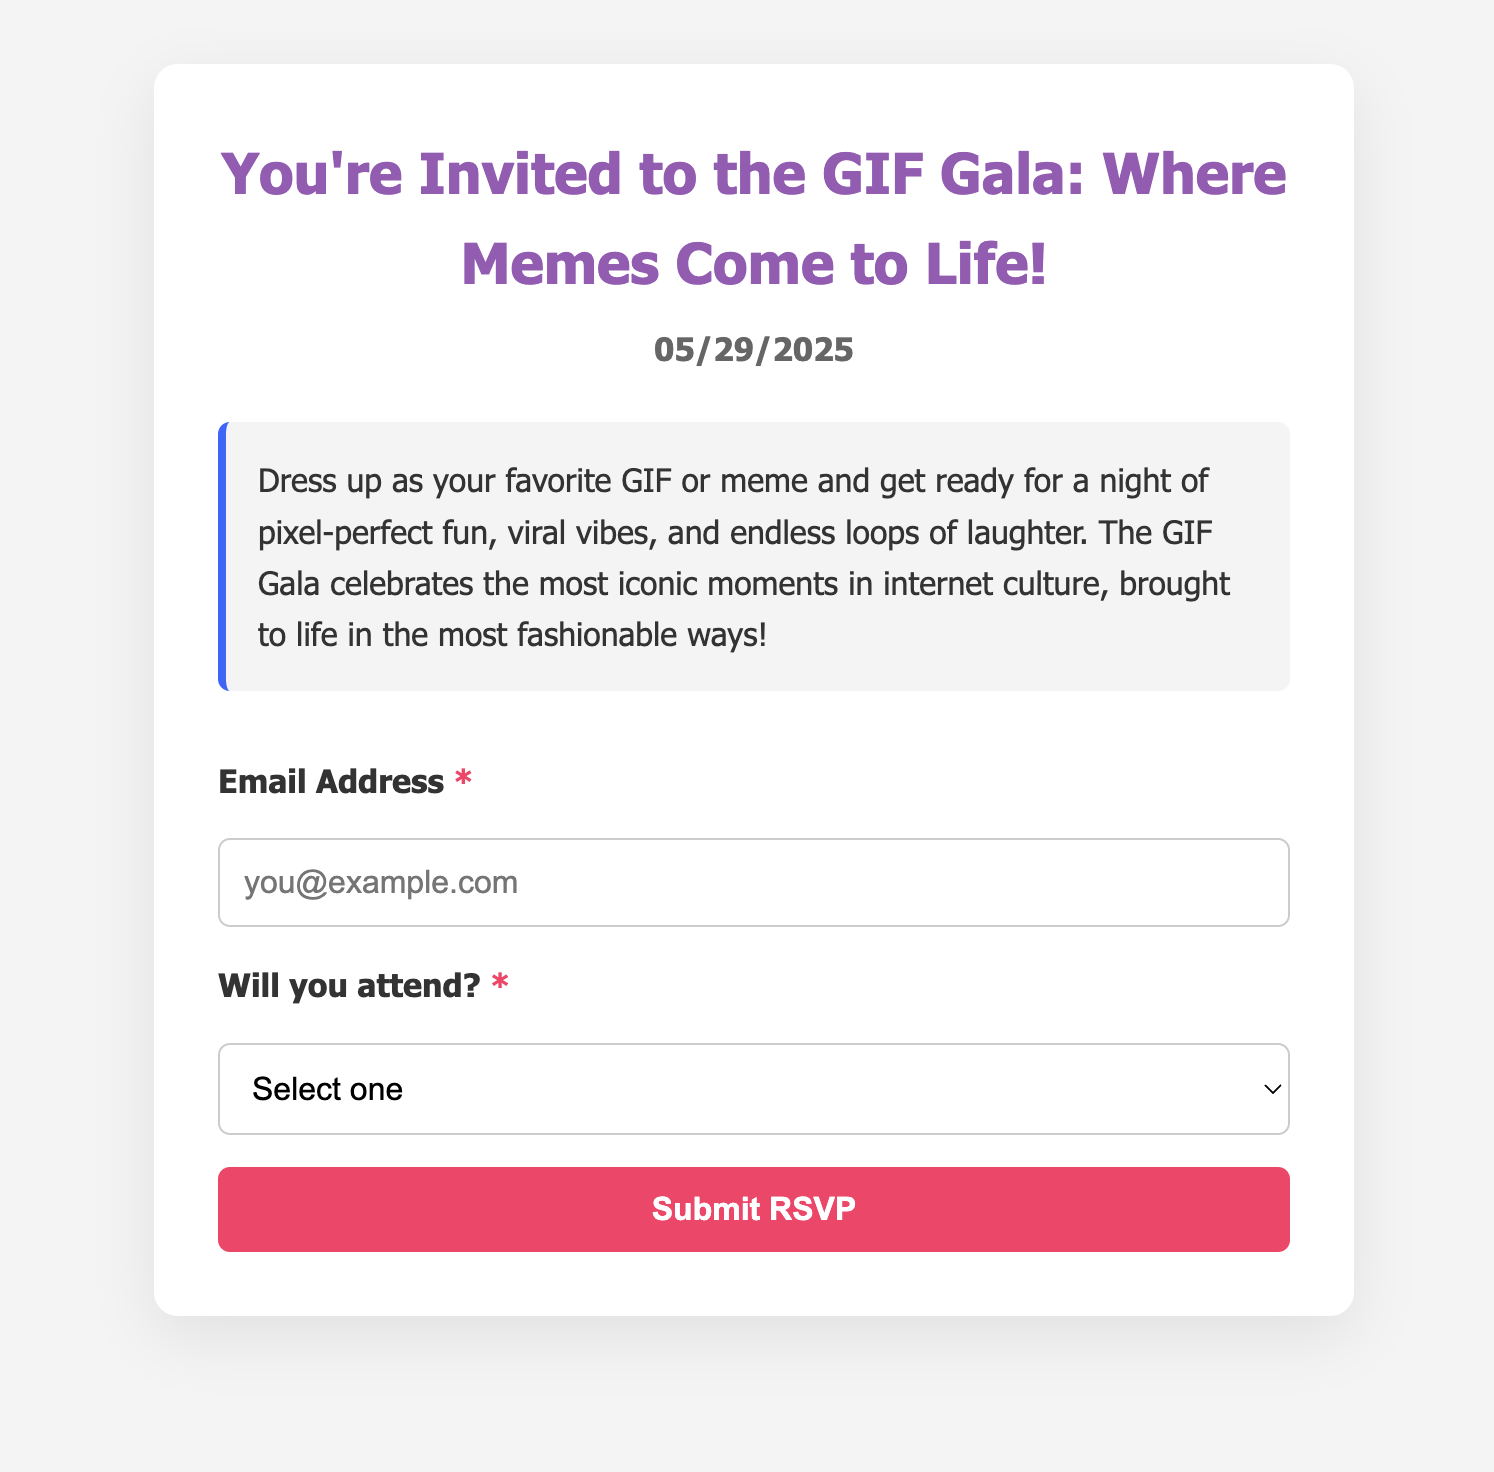 You're Invited to the GIF Gala: Where
Memes Come to Life!
05/29/2025
Dress up as your favorite GIF or meme and get ready for a night of
pixel-perfect fun, viral vibes, and endless loops of laughter. The GIF
Gala celebrates the most iconic moments in internet culture, brought
to life in the most fashionable ways!
Email Address *
you@example.com
Will you attend? *
Select one
Submit RSVP